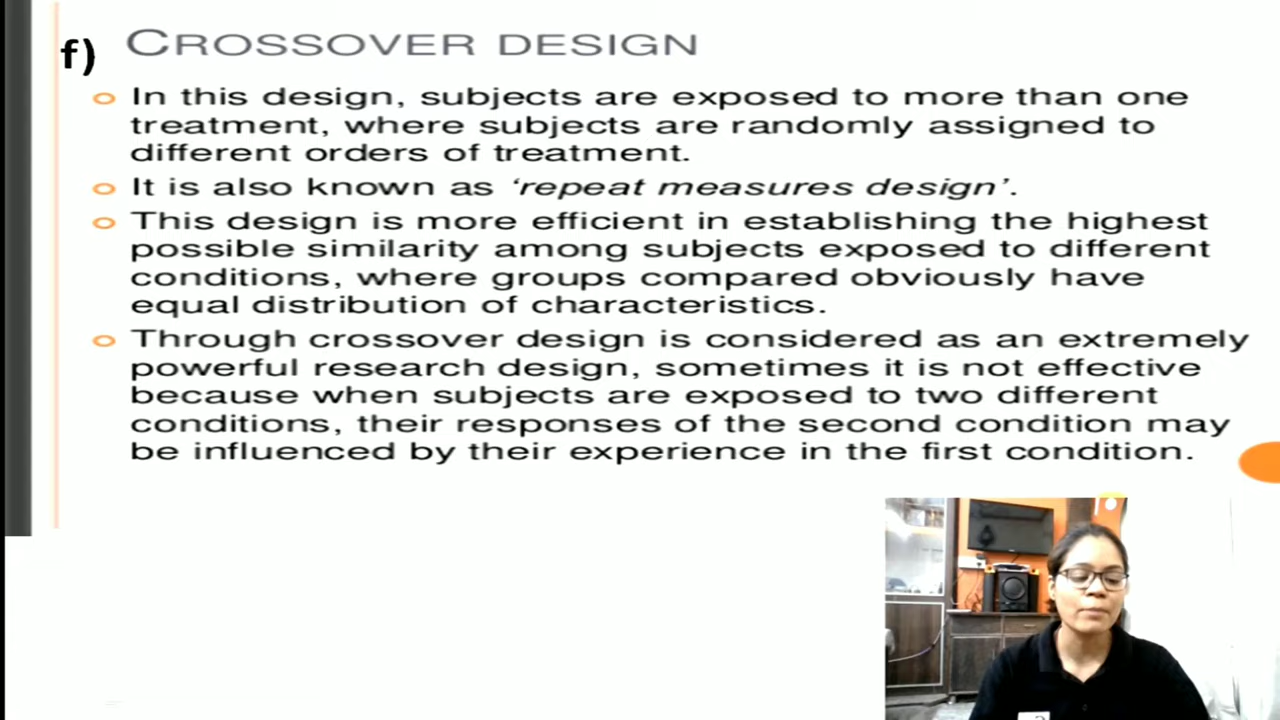 f) CROSSOVER DESIGN
In this design, subjects are exposed to more than one
treatment, where subjects are randomly assigned to
different orders of treatment.
It is also known as ‘repeat measures design’.
This design is more efficient in establishing the highest
possible similarity among subjects exposed to different
conditions, where groups compared obviously have
equal distribution of characteristics.
Through crossover design is considered as an extremely
powerful research design, sometimes it is not effective
because when subjects are exposed to two different
conditions, their responses of the second condition may
be influenced by their experience in the first condition.